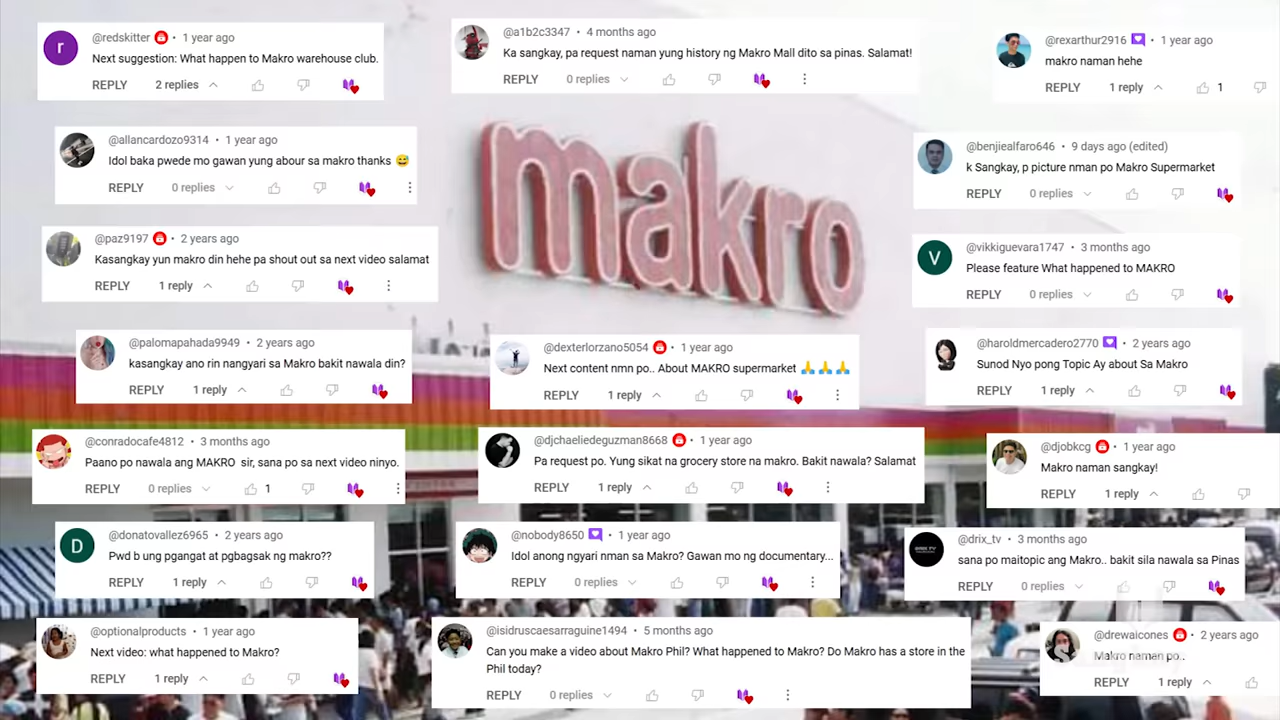 @redskitter • 1 year ago
Next suggestion: What happen to Makro warehouse club.
REPLY 2 replies
@a1b2c3347 • 4 months ago
Ka sangkay, pa request naman yung history ng Makro Mall dito sa pinas. Salamat!
REPLY 0 replies
@rexarthur2916 • 1 year ago
makro naman hehe
REPLY 1 reply 1
@allancardozo9314 • 1 year ago
Idol baka pwede mo gawan yung abour sa makro thanks 😅
REPLY 0 replies
makro
@benjiealfaro646 • 9 days ago (edited)
k Sangkay, p picture nman po Makro Supermarket
REPLY 0 replies
@paz9197 • 2 years ago
Kasangkay yun makro din hehe pa shout out sa next video salamat
REPLY 1 reply
V
@vikkiguevara1747 • 3 months ago
Please feature What happened to MAKRO
REPLY 0 replies
@palomapahada9949 • 2 years ago
kasangkay ano rin nangyari sa Makro bakit nawala din?
REPLY 1 reply
@dexterlorzano5054 • 1 year ago
Next content nmn po.. About MAKRO supermarket 🙏🙏🙏
REPLY 1 reply
@haroldmercadero2770 • 2 years ago
Sunod Nyo pong Topic Ay about Sa Makro
REPLY 1 reply
@conradocafe4812 • 3 months ago
Paano po nawala ang MAKRO sir, sana po sa next video ninyo.
REPLY 0 replies 1
@djchaeliedeguzman8668 • 1 year ago
Pa request po. Yung sikat na grocery store na makro. Bakit nawala? Salamat
REPLY 1 reply
@djobkcg • 1 year ago
Makro naman sangkay!
REPLY 1 reply
D
@donatovallez6965 • 2 years ago
Pwd b ung pgangat at pgbagsak ng makro??
REPLY 1 reply
@nobody8650 • 1 year ago
Idol anong ngyari nman sa Makro? Gawan mo ng documentary...
REPLY 0 replies
@drix_tv • 3 months ago
sana po maitopic ang Makro.. bakit sila nawala sa Pinas
REPLY 0 replies
@optionalproducts • 1 year ago
Next video: what happened to Makro?
REPLY 1 reply
@isidruscaesarraguine1494 • 5 months ago
Can you make a video about Makro Phil? What happened to Makro? Do Makro has a store in the
Phil today?
REPLY 0 replies
@drewaicones • 2 years ago
Makro naman po..
REPLY 1 reply